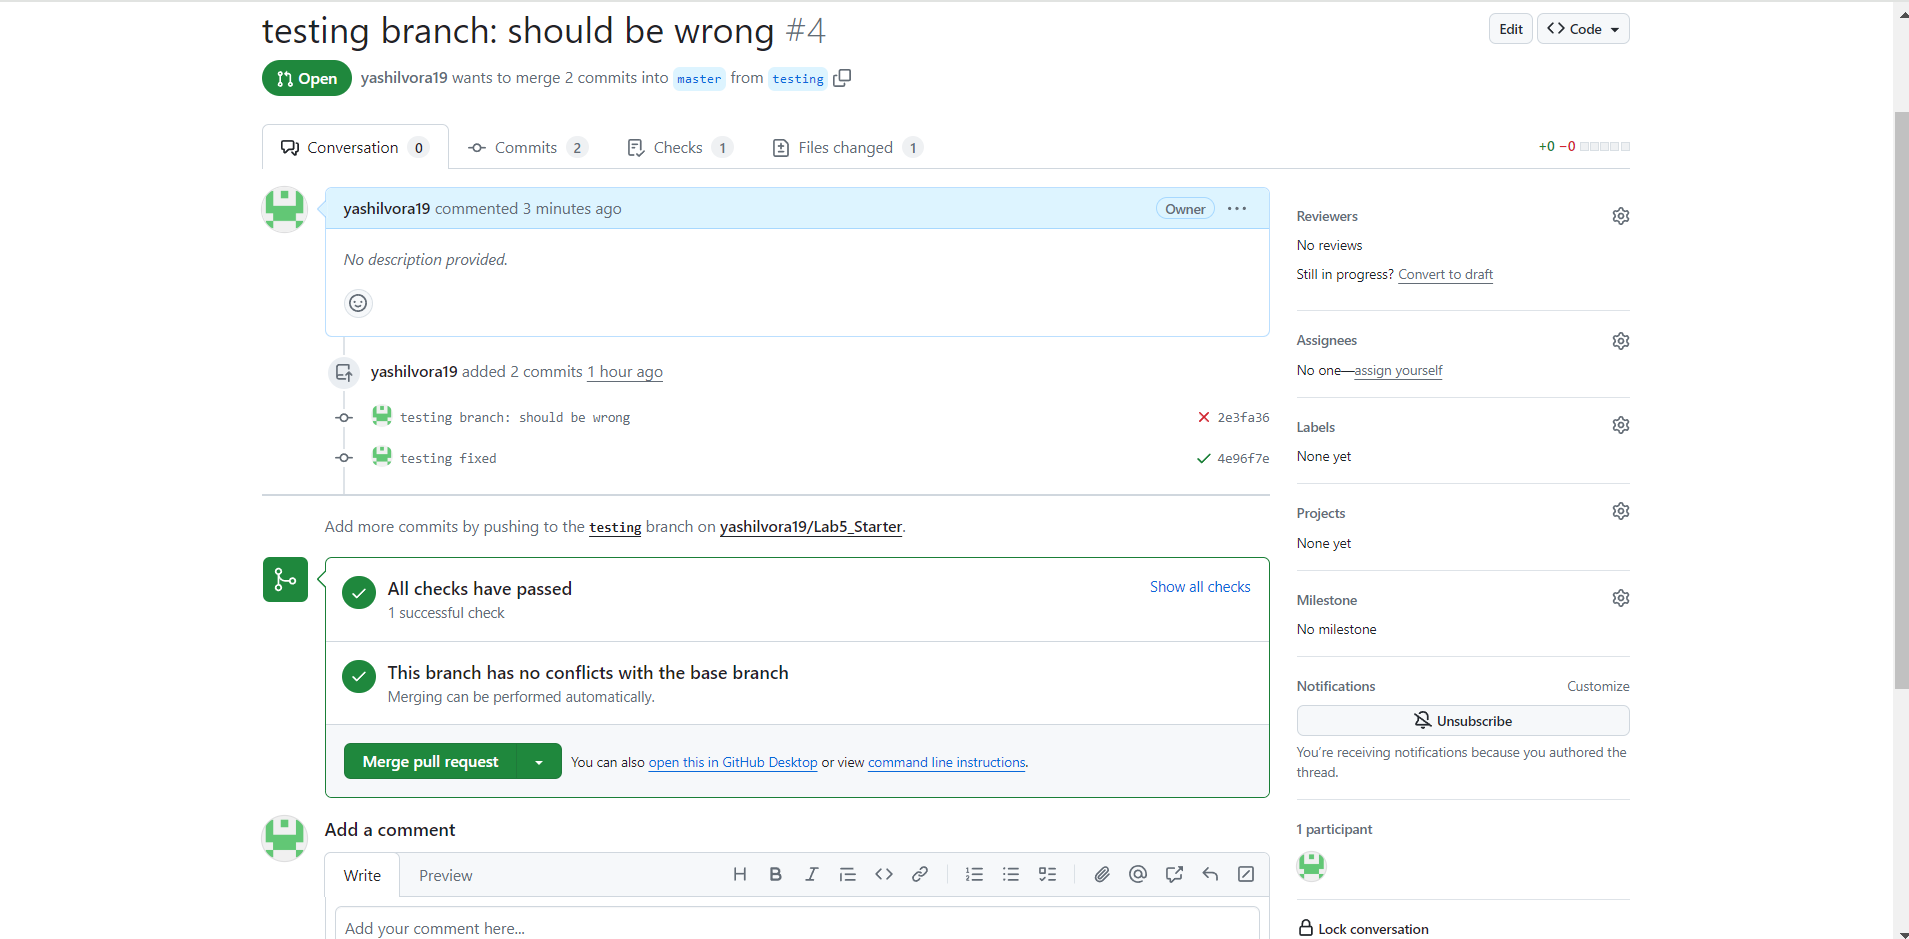 testing branch: should be wrong #4
Edit
Code
Open
yashilvora19 wants to merge 2 commits into master from testing
Conversation 0
Commits 2
Checks 1
Files changed 1
+0 −0
yashilvora19 commented 3 minutes ago
Owner
No description provided.
yashilvora19 added 2 commits 1 hour ago
testing branch: should be wrong
2e3fa36
testing fixed
4e96f7e
Add more commits by pushing to the testing branch on yashilvora19/Lab5_Starter.
All checks have passed
1 successful check
Show all checks
This branch has no conflicts with the base branch
Merging can be performed automatically.
Merge pull request
You can also open this in GitHub Desktop or view command line instructions.
Add a comment
Write
Preview
Add your comment here...
Reviewers
No reviews
Still in progress? Convert to draft
Assignees
No one—assign yourself
Labels
None yet
Projects
None yet
Milestone
No milestone
Notifications
Customize
Unsubscribe
You're receiving notifications because you authored the
thread.
1 participant
Lock conversation